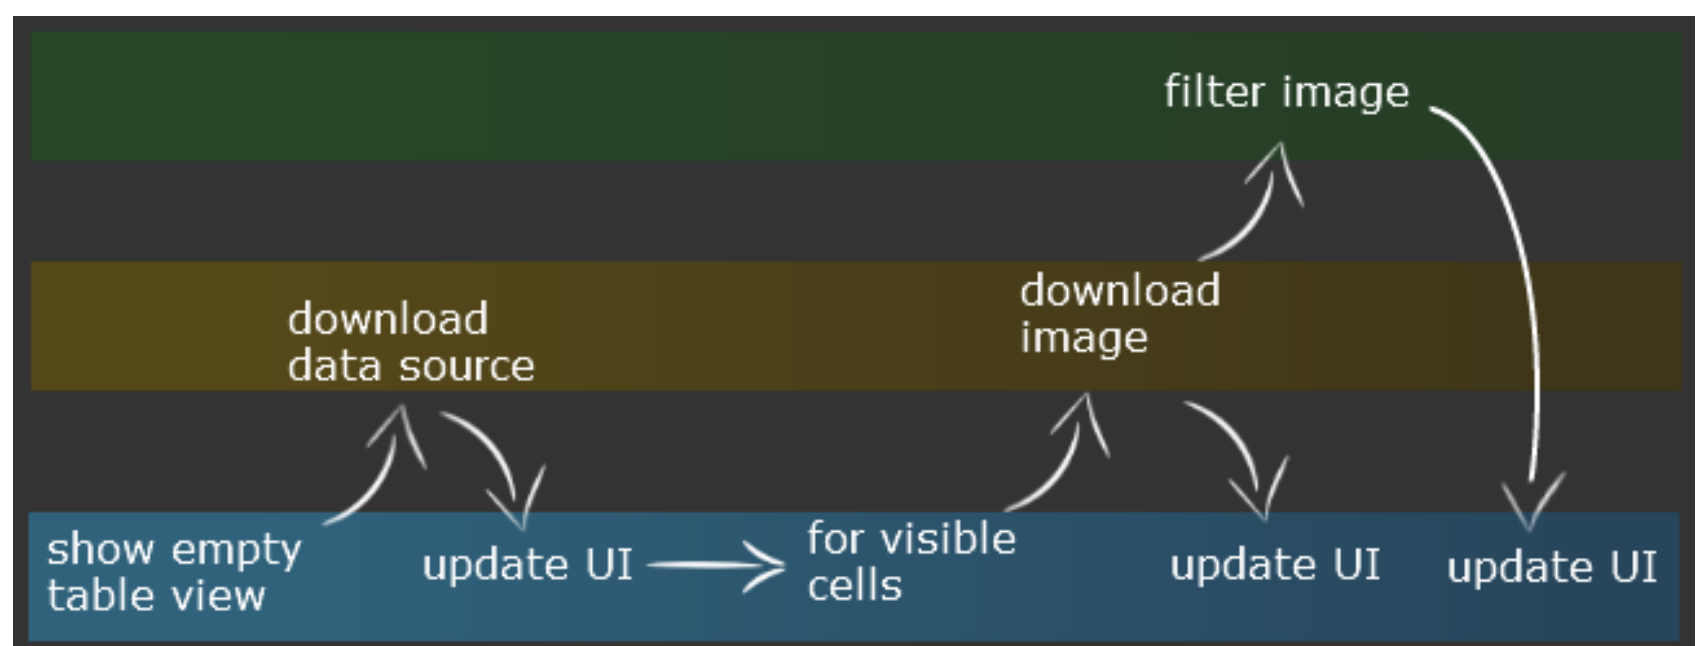 filter image
download
data source
download
image
show empty
table view
update UI
for visible
cells
update UI
update UI